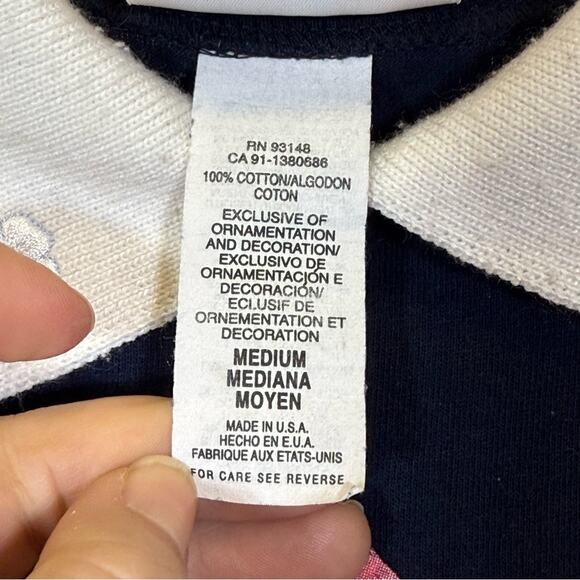 RN 93148
CA 91-1380686
100% COTTON/ALGODON
COTON
EXCLUSIVE OF
ORNAMENTATION
AND DECORATION/
EXCLUSIVO DE
ORNAMENTACION E
DECORACIÓN/
ECLUSIF DE
ORNEMENTATION ET
DECORATION
MEDIUM
MEDIANA
MOYEN
MADE IN U.S.A.
HECHO EN E.U.A.
FABRIQUE AUX ETATS-UNIS
FOR CARE SEE REVERSE